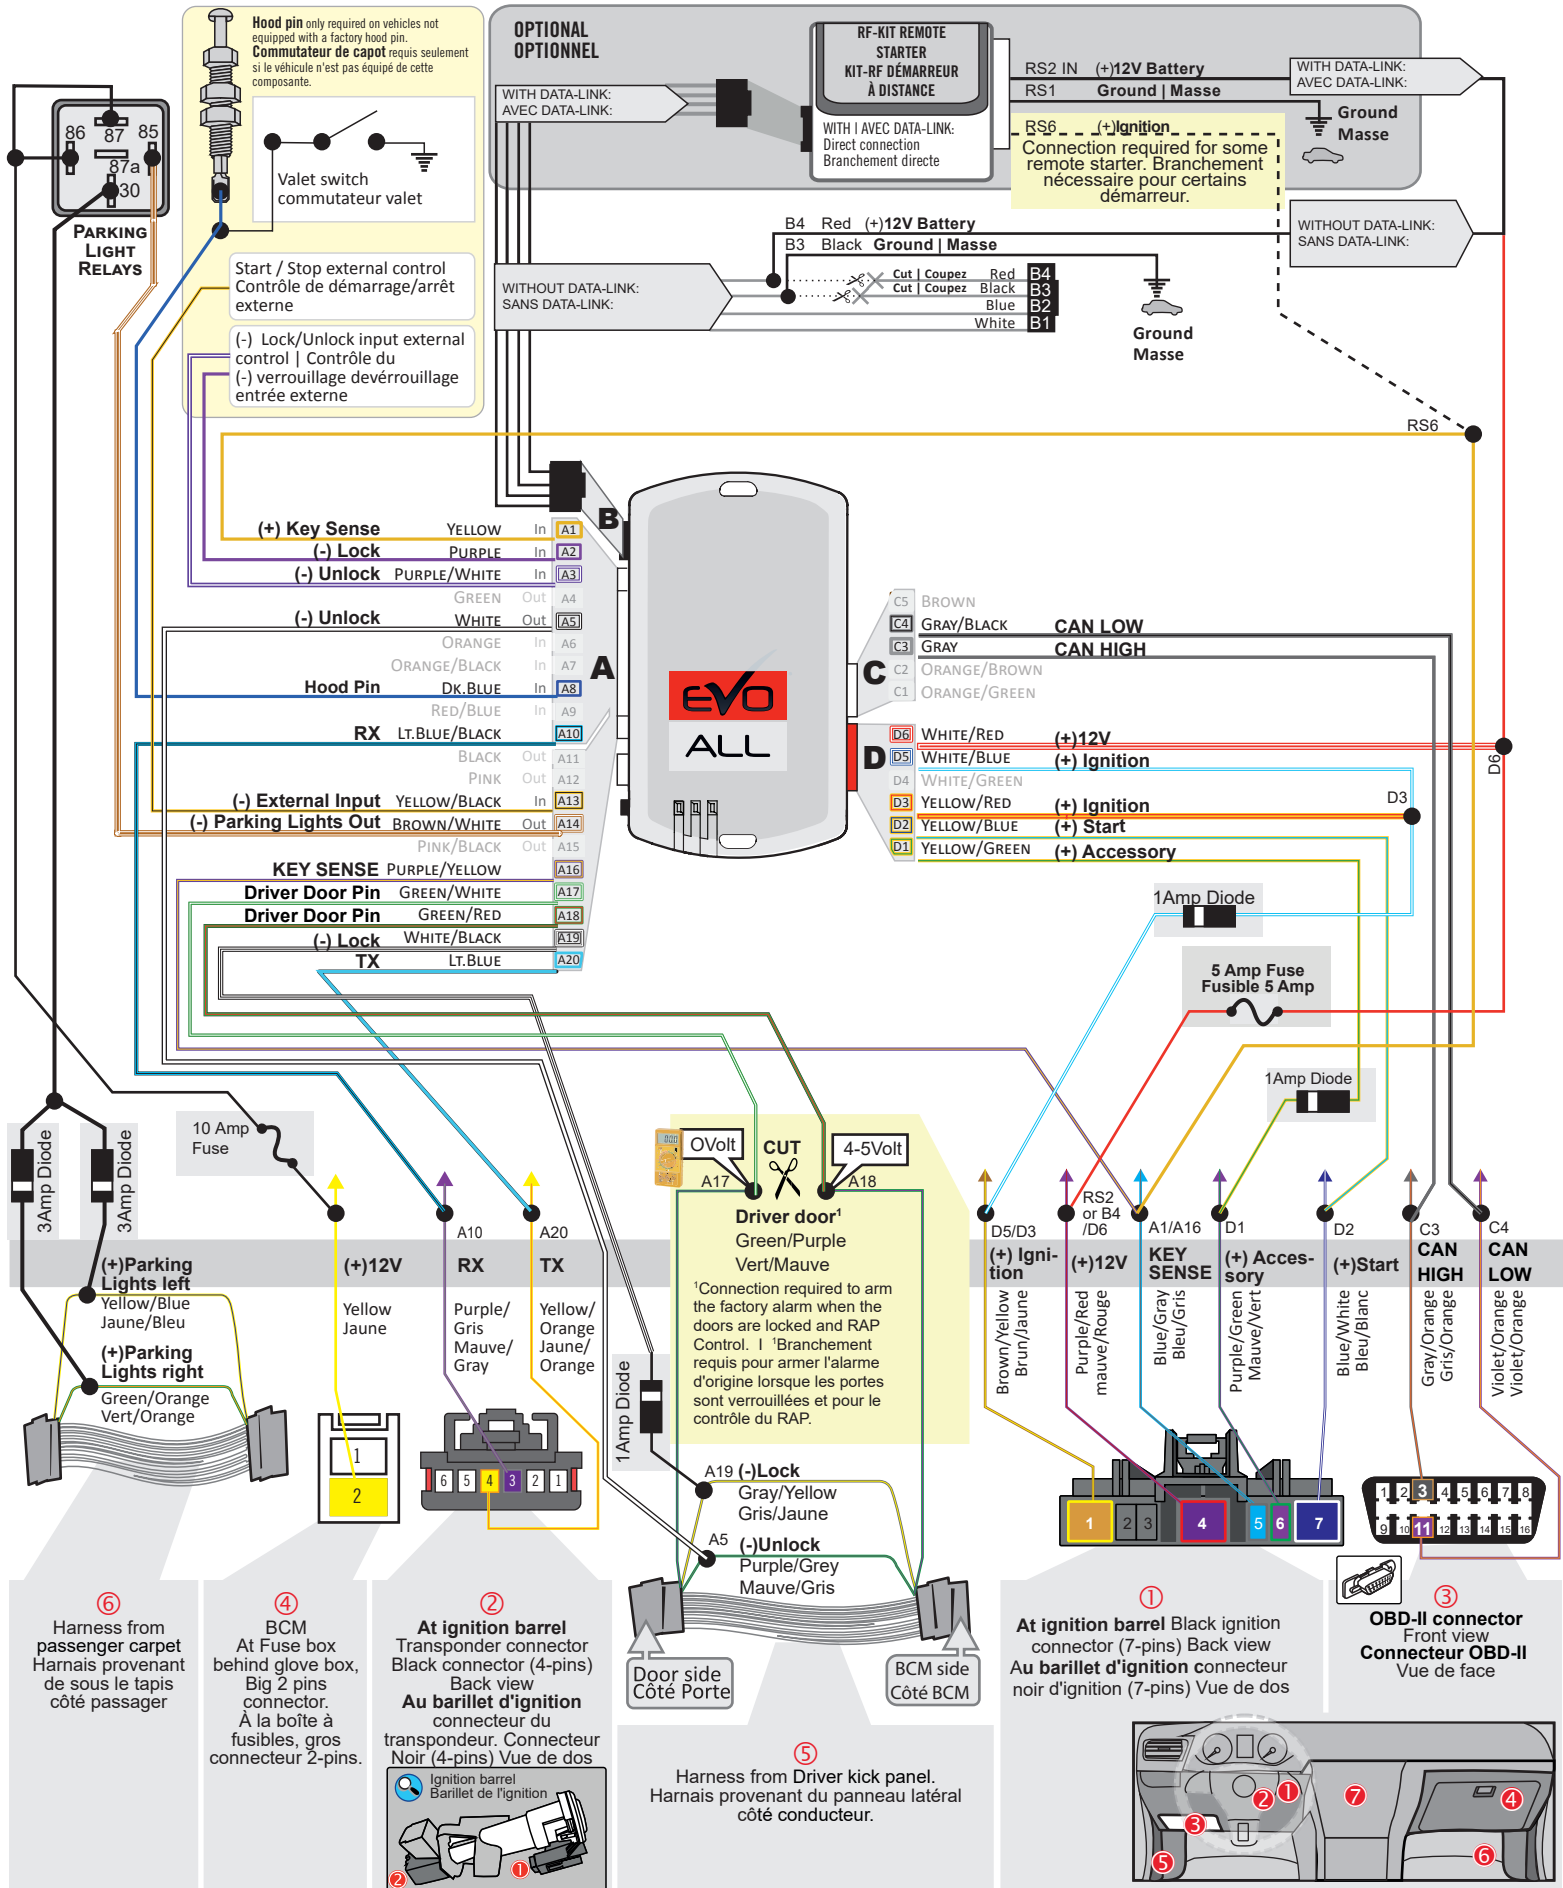 Hood pin only required on vehicles not
equipped with a factory hood pin.
Commutateur de capot requis seulement
si le véhicule n'est pas équipé de cette
composante.
Valet switch
commutateur valet
86
87
85
87a
30
PARKING
LIGHT
RELAYS
Start / Stop external control
Contrôle de démarrage/arrêt
externe
(-) Lock/Unlock input external
control | Contrôle du
(-) verrouillage devérrouillage
entrée externe
OPTIONAL
OPTIONNEL
WITH DATA-LINK:
AVEC DATA-LINK:
RF-KIT REMOTE
STARTER
KIT-RF DÉMARREUR
À DISTANCE
WITH I AVEC DATA-LINK:
Direct connection
Branchement directe
RS2 IN (+)12V Battery
RS1 Ground | Masse
RS6 (+)Ignition
Connection required for some
remote starter. Branchement
nécessaire pour certains
démarreur.
WITH DATA-LINK:
AVEC DATA-LINK:
Ground
Masse
WITHOUT DATA-LINK:
SANS DATA-LINK:
B4 Red (+)12V Battery
B3 Black Ground | Masse
WITHOUT DATA-LINK:
SANS DATA-LINK:
Cut | Coupez Red B4
Cut | Coupez Black B3
Blue B2
White B1
Ground
Masse
RS6
B
A
(+) Key Sense YELLOW In A1
(-) Lock PURPLE In A2
(-) Unlock PURPLE/WHITE In A3
GREEN Out A4
(-) Unlock WHITE Out A5
ORANGE In A6
ORANGE/BLACK In A7
Hood Pin DK.BLUE In A8
RED/BLUE In A9
RX LT.BLUE/BLACK A10
BLACK Out A11
PINK Out A12
(-) External Input YELLOW/BLACK In A13
(-) Parking Lights Out BROWN/WHITE Out A14
PINK/BLACK Out A15
KEY SENSE PURPLE/YELLOW A16
Driver Door Pin GREEN/WHITE A17
Driver Door Pin GREEN/RED A18
(-) Lock WHITE/BLACK A19
TX LT.BLUE A20
EVO
ALL
C
C5 BROWN
C4 GRAY/BLACK CAN LOW
C3 GRAY CAN HIGH
C2 ORANGE/BROWN
C1 ORANGE/GREEN
D
D6 WHITE/RED (+)12V
D5 WHITE/BLUE (+) Ignition
D4 WHITE/GREEN
D3 YELLOW/RED (+) Ignition
D2 YELLOW/BLUE (+) Start
D1 YELLOW/GREEN (+) Accessory
D6
D3
1Amp Diode
5 Amp Fuse
Fusible 5 Amp
1Amp Diode
3Amp Diode
3Amp Diode
10 Amp
Fuse
OVolt
CUT
4-5Volt
A17
A18
Driver door¹
Green/Purple
Vert/Mauve
¹Connection required to arm
the factory alarm when the
doors are locked and RAP
Control. I ¹Branchement
requis pour armer l'alarme
d'origine lorsque les portes
sont verrouillées et pour le
contrôle du RAP.
1Amp Diode
(+)Parking
Lights left
Yellow/Blue
Jaune/Bleu
(+)Parking
Lights right
Green/Orange
Vert/Orange
(+)12V
Yellow
Jaune
A10
RX
Purple/
Gris
Mauve/
Gray
A20
TX
Yellow/
Orange
Jaune/
Orange
1
2
6 5 4 3 2 1
A19 (-)Lock
Gray/Yellow
Gris/Jaune
A5 (-)Unlock
Purple/Grey
Mauve/Gris
Door side
Côté Porte
BCM side
Côté BCM
D5/D3
(+) Igni-
tion
Brown/Yellow
Brun/Jaune
RS2
or B4
/D6
(+)12V
Purple/Red
mauve/Rouge
A1/A16
KEY
SENSE
Blue/Gray
Bleu/Gris
D1
(+) Acces-
sory
Purple/Green
Mauve/Vert
D2
(+)Start
Blue/White
Bleu/Blanc
C3
CAN
HIGH
Gray/Orange
Gris/Orange
C4
CAN
LOW
Violet/Orange
Violet/Orange
1 2 3 4 5 6 7
1 2 3 4 5 6 7 8
9 10 11 12 13 14 15 16
⑥
Harness from
passenger carpet
Harnais provenant
de sous le tapis
côté passager
④
BCM
At Fuse box
behind glove box,
Big 2 pins
connector.
À la boîte à
fusibles, gros
connecteur 2-pins.
②
At ignition barrel
Transponder connector
Black connector (4-pins)
Back view
Au barillet d'ignition
connecteur du
transpondeur. Connecteur
Noir (4-pins) Vue de dos
Ignition barrel
Barillet de l'ignition
2
1
⑤
Harness from Driver kick panel.
Harnais provenant du panneau latéral
côté conducteur.
①
At ignition barrel Black ignition
connector (7-pins) Back view
Au barillet d'ignition connecteur
noir d'ignition (7-pins) Vue de dos
③
OBD-II connector
Front view
Connecteur OBD-II
Vue de face
2 1 7 4
3
5 6